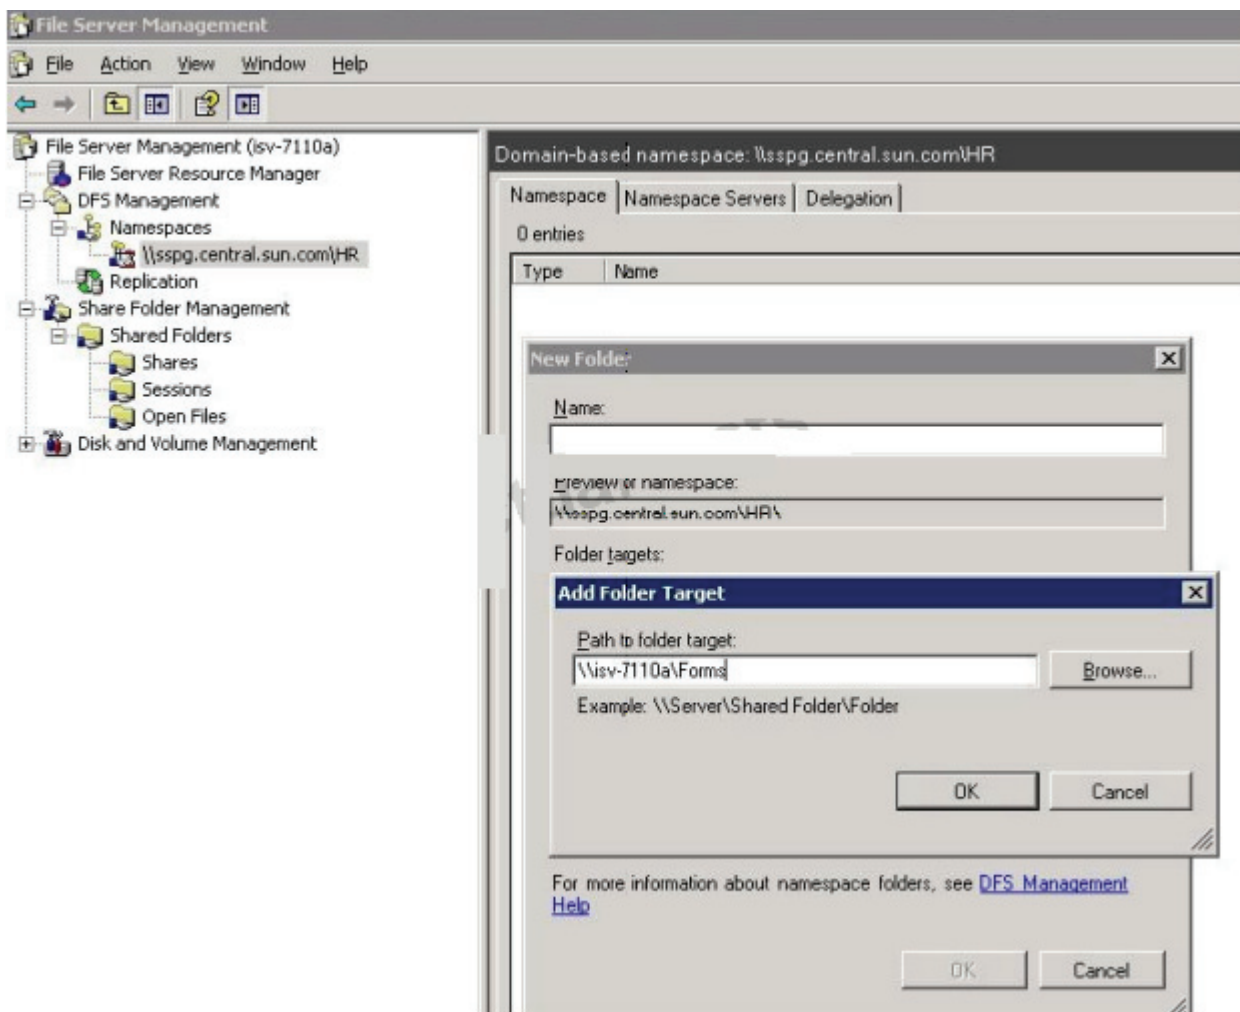 File Server Management
File Action View Window Help
File Server Management (isv-7110a)
File Server Resource Manager
DFS Management
Namespaces
\\sspg.central.sun.com\HR
Replication
Share Folder Management
Shared Folders
Shares
Sessions
Open Files
Disk and Volume Management
Domain-based namespace: \\sspg.central.sun.com\HR
Namespace Namespace Servers Delegation
0 entries
Type Name
New Folder
Name:
Preview of namespace:
\\sspg.central.sun.com\HR\
Folder targets:
Add Folder Target
Path to folder target:
\\isv-7110a\Forms
Browse...
Example: \\Server\Shared Folder\Folder
OK Cancel
For more information about namespace folders, see DFS Management
Help
OK Cancel